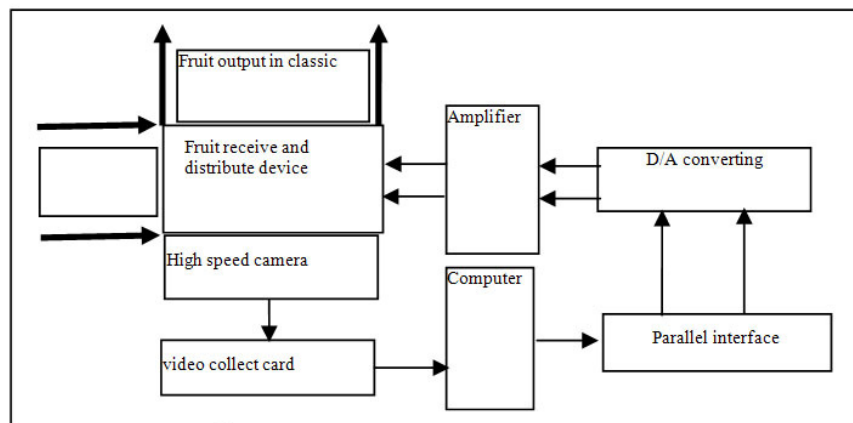 Fruit output in classic
Fruit receive and
distribute device
Amplifier
D/A converting
High speed camera
Computer
video collect card
Parallel interface